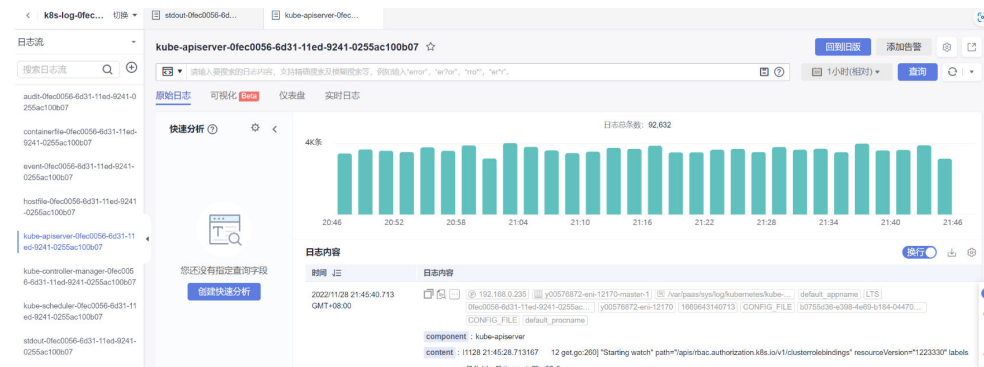 k8s-log-0fec... 切换
stdout-0fec0056-6d...
kube-apiserver-0fec...
日志流
kube-apiserver-0fec0056-6d31-11ed-9241-0255ac100b07
回到旧版
添加告警
搜索日志流
请输入要搜索的日志内容，支持精确搜索及模糊搜索等，例如输入"error"、"er?or"、"rro*"、"er*r"。
1小时(相对)
查询
原始日志
可视化 Beta
仪表盘
实时日志
audit-0fec0056-6d31-11ed-9241-0
255ac100b07
containerfile-0fec0056-6d31-11ed-
9241-0255ac100b07
event-0fec0056-6d31-11ed-9241-
0255ac100b07
hostfile-0fec0056-6d31-11ed-9241
-0255ac100b07
kube-apiserver-0fec0056-6d31-11
ed-9241-0255ac100b07
kube-controller-manager-0fec005
6-6d31-11ed-9241-0255ac100b07
kube-scheduler-0fec0056-6d31-11
ed-9241-0255ac100b07
stdout-0fec0056-6d31-11ed-9241-
0255ac100b07
快速分析
您还没有指定查询字段
创建快速分析
日志总条数: 92,632
4K条
20:46 20:52 20:58 21:04 21:10 21:16 21:22 21:28 21:34 21:40 21:46
日志内容
换行
时间 日志内容
2022/11/28 21:45:40.713
GMT+08:00
192.168.0.235 y00576872-eni-12170-master-1 /var/paas/sys/log/kubernetes/kube-... default_appname LTS
0fec0056-6d31-11ed-9241-0255ac... y00576872-eni-12170 1669643140713 CONFIG_FILE b0755d36-e398-4e69-b184-04470...
CONFIG_FILE default_procname
component : kube-apiserver
content : I1128 21:45:28.713167 12 get.go:260] "Starting watch" path="/apis/rbac.authorization.k8s.io/v1/clusterrolebindings" resourceVersion="1223330" labels